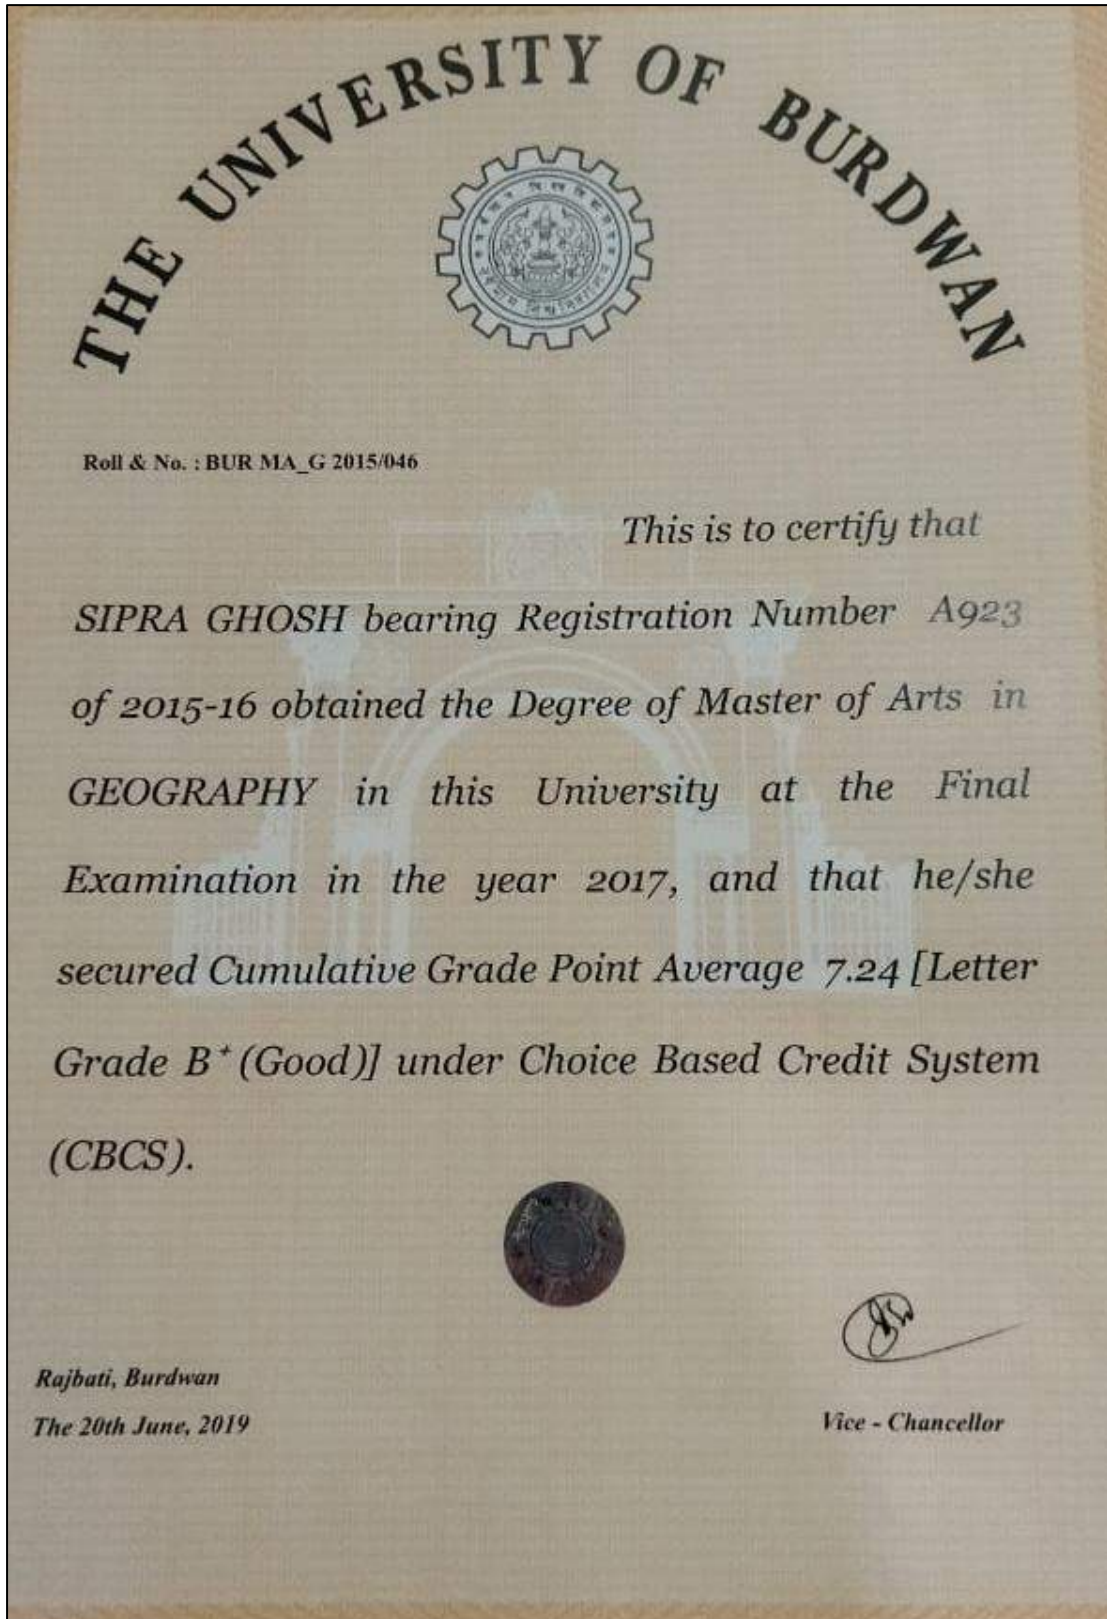 THE UNIVERSITY OF BURDWAN
Roll & No. : BUR MA_G 2015/046
This is to certify that
SIPRA GHOSH bearing Registration Number A923
of 2015-16 obtained the Degree of Master of Arts in
GEOGRAPHY in this University at the Final
Examination in the year 2017, and that he/she
secured Cumulative Grade Point Average 7.24 [Letter
Grade B⁺ (Good)] under Choice Based Credit System
(CBCS).
Rajbati, Burdwan
The 20th June, 2019
Vice - Chancellor